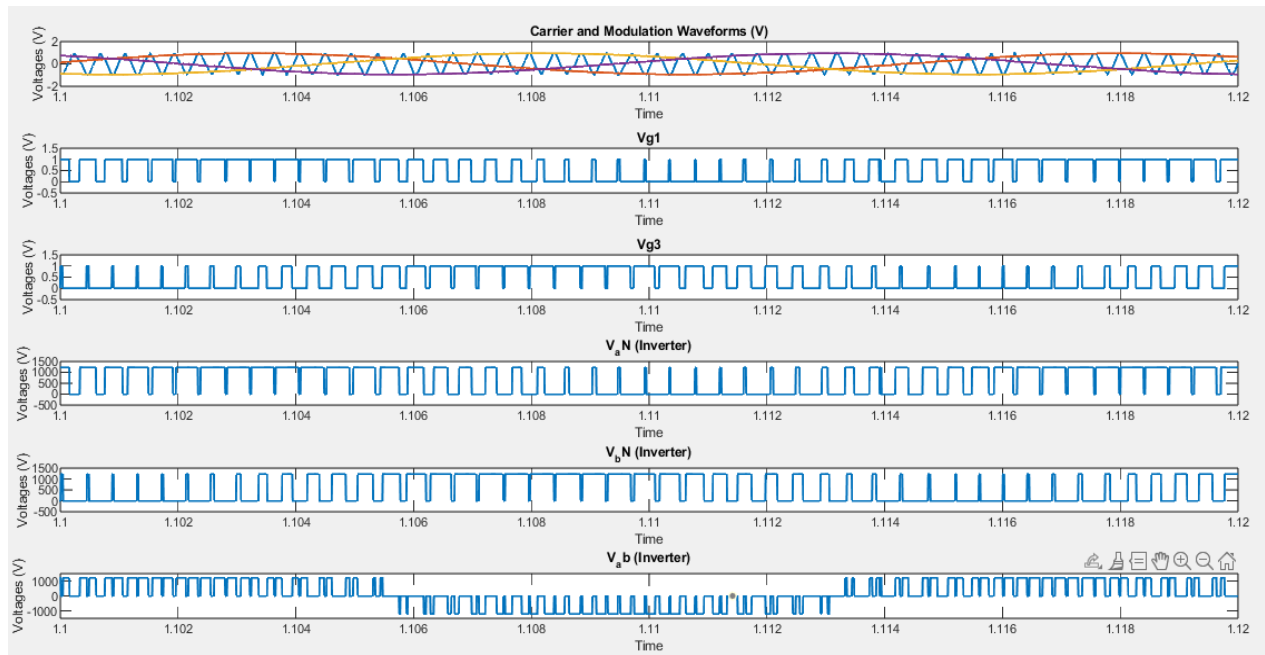 Carrier and Modulation Waveforms (V)
Voltages (V)
2
0
-2
1.1 1.102 1.104 1.106 1.108 1.11 1.112 1.114 1.116 1.118 1.12
Time
Vg1
Voltages (V)
1.5
1
0.5
0
-0.5
1.1 1.102 1.104 1.106 1.108 1.11 1.112 1.114 1.116 1.118 1.12
Time
Vg3
Voltages (V)
1.5
1
0.5
0
-0.5
1.1 1.102 1.104 1.106 1.108 1.11 1.112 1.114 1.116 1.118 1.12
Time
VaN (Inverter)
Voltages (V)
1500
1000
500
0
-500
1.1 1.102 1.104 1.106 1.108 1.11 1.112 1.114 1.116 1.118 1.12
Time
VbN (Inverter)
Voltages (V)
1500
1000
500
0
-500
1.1 1.102 1.104 1.106 1.108 1.11 1.112 1.114 1.116 1.118 1.12
Time
Vab (Inverter)
Voltages (V)
1000
0
-1000
1.1 1.102 1.104 1.106 1.108 1.11 1.112 1.114 1.116 1.118 1.12
Time